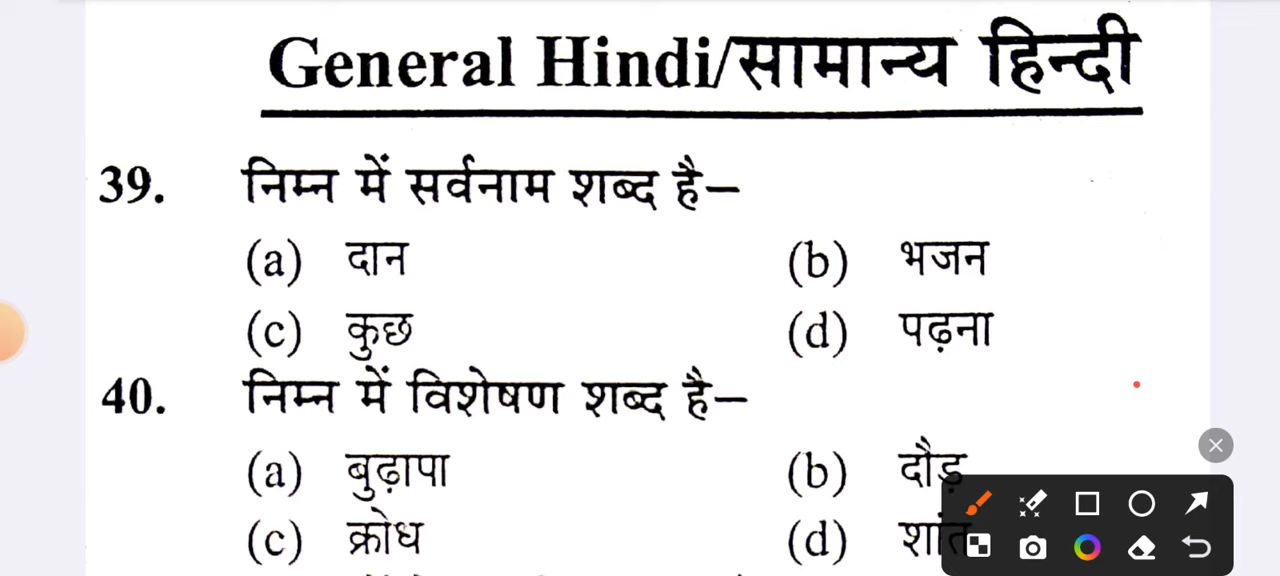 General Hindi/सामान्य हिन्दी
39. निम्न में सर्वनाम शब्द है–
(a) दान (b) भजन
(c) कुछ (d) पढ़ना
40. निम्न में विशेषण शब्द है–
(a) बुढ़ापा (b) दौड़
(c) क्रोध (d) शांत